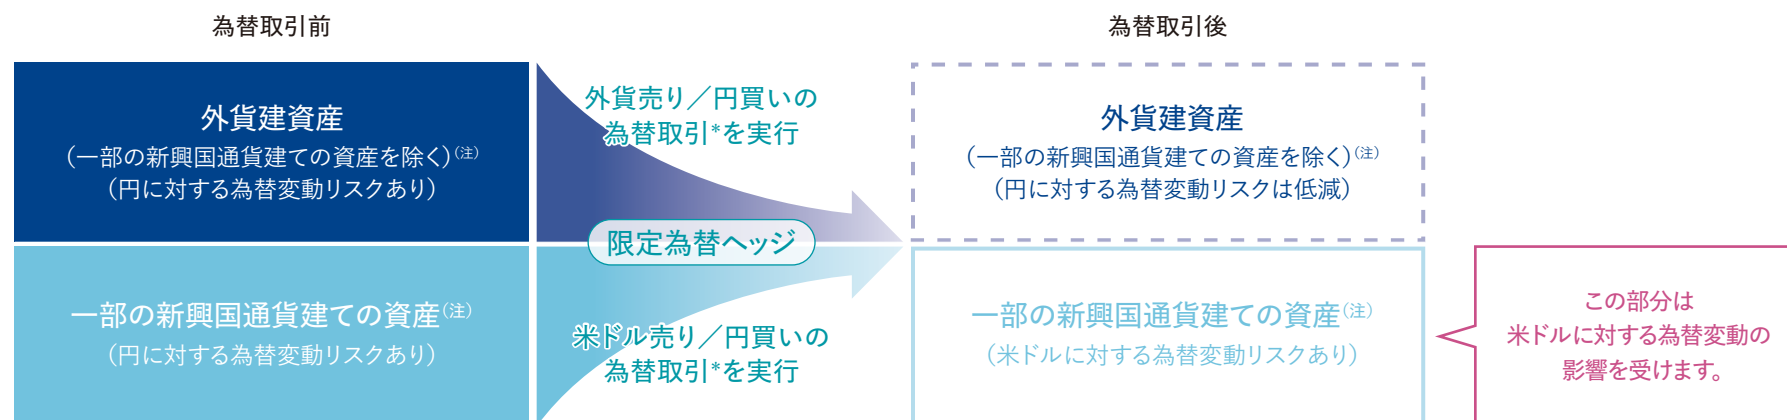 為替取引前
為替取引後
外貨建資産
（一部の新興国通貨建ての資産を除く）（注）
（円に対する為替変動リスクあり）
外貨売り／円買いの
為替取引*を実行
外貨建資産
（一部の新興国通貨建ての資産を除く）（注）
（円に対する為替変動リスクは低減）
限定為替ヘッジ
一部の新興国通貨建ての資産（注）
（円に対する為替変動リスクあり）
米ドル売り／円買いの
為替取引*を実行
一部の新興国通貨建ての資産（注）
（米ドルに対する為替変動リスクあり）
この部分は
米ドルに対する為替変動の
影響を受けます。